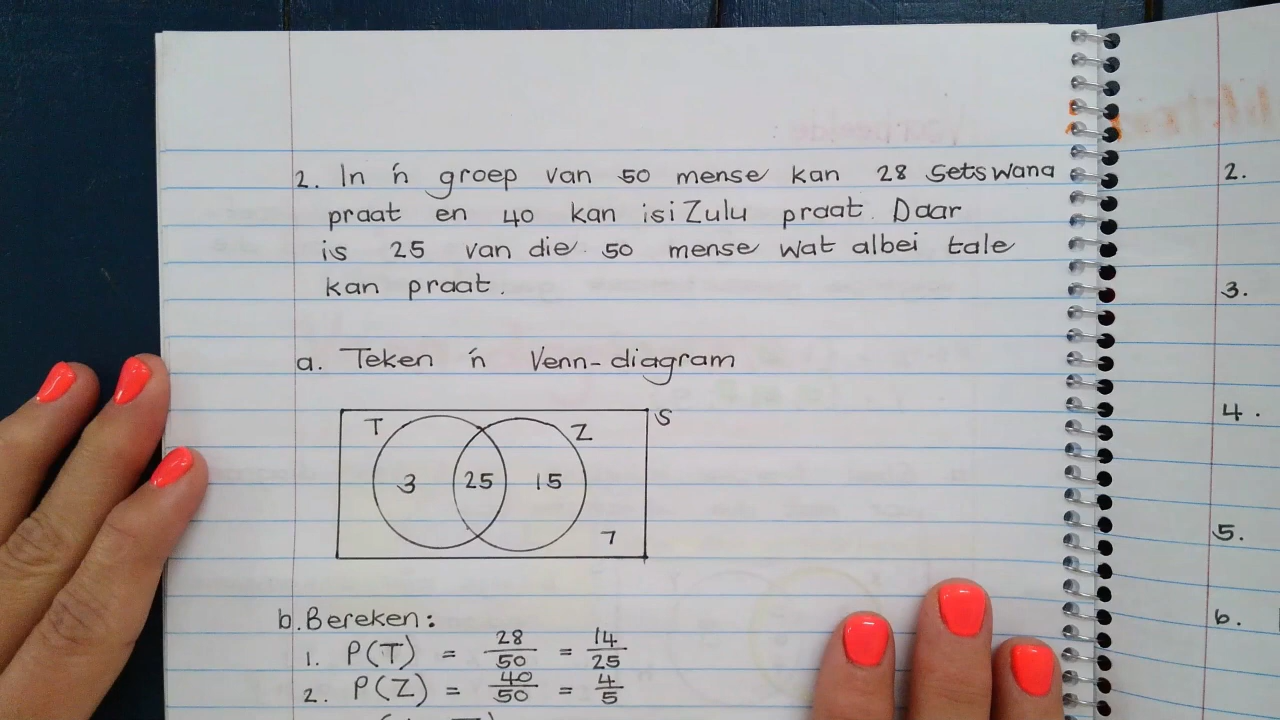 2. In 'n groep van 50 mense kan 28 Setswana
praat en 40 kan isiZulu praat. Daar
is 25 van die 50 mense wat albei tale
kan praat.
a. Teken 'n Venn-diagram
T Z S
3 25 15
7
b. Bereken:
1. P(T) = 28/50 = 14/25
2. P(Z) = 40/50 = 4/5
2.
3.
4.
5.
6.